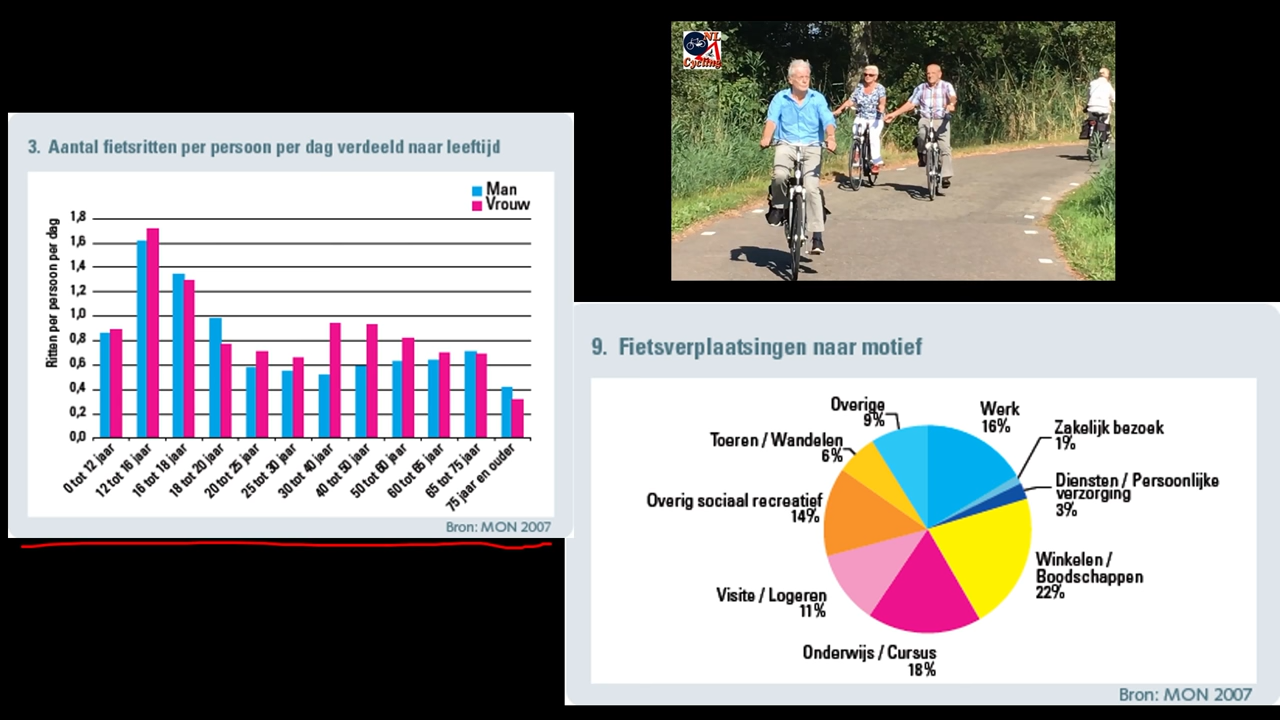 3. Aantal fietsritten per persoon per dag verdeeld naar leeftijd
Man
Vrouw
Ritten per persoon per dag
1,8
1,6
1,4
1,2
1,0
0,8
0,6
0,4
0,2
0,0
0 tot 12 jaar
12 tot 16 jaar
16 tot 18 jaar
18 tot 20 jaar
20 tot 25 jaar
25 tot 30 jaar
30 tot 40 jaar
40 tot 50 jaar
50 tot 60 jaar
60 tot 65 jaar
65 tot 75 jaar
75 jaar en ouder
Bron: MON 2007
NL
Cycling
9. Fietsverplaatsingen naar motief
Overige
9%
Werk
16%
Zakelijk bezoek
1%
Toeren / Wandelen
6%
Diensten / Persoonlijke
verzorging
3%
Overig sociaal recreatief
14%
Winkelen /
Boodschappen
22%
Visite / Logeren
11%
Onderwijs / Cursus
18%
Bron: MON 2007